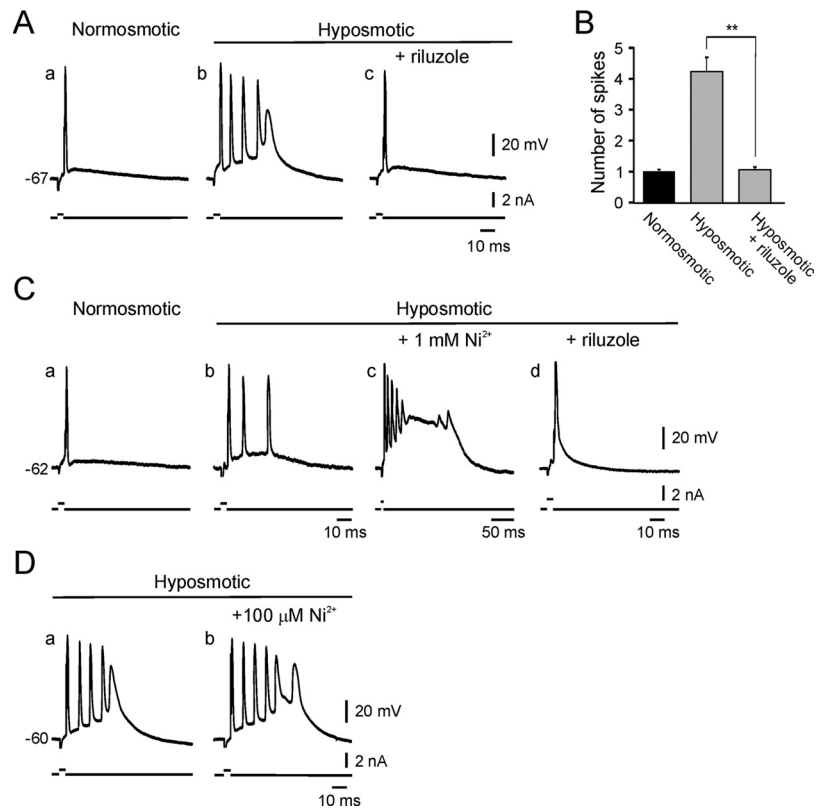 A
Normosmotic
Hyposmotic
+ riluzole
a
b
c
20 mV
-67
2 nA
10 ms
B
**
Number of spikes
5
4
3
2
1
0
Normosmotic
Hyposmotic
Hyposmotic
+ riluzole
C
Normosmotic
Hyposmotic
+ 1 mM Ni²⁺
+ riluzole
a
b
c
d
20 mV
-62
2 nA
10 ms
50 ms
10 ms
D
Hyposmotic
+100 μM Ni²⁺
a
b
20 mV
-60
2 nA
10 ms